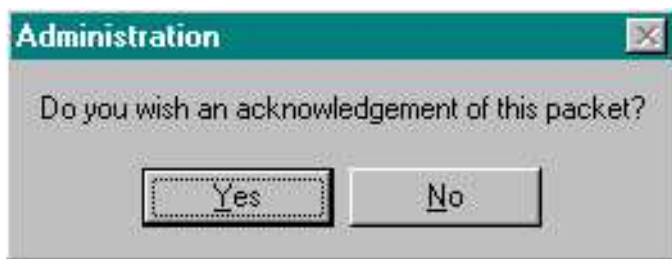 Administration
Do you wish an acknowledgement of this packet?
Yes
No